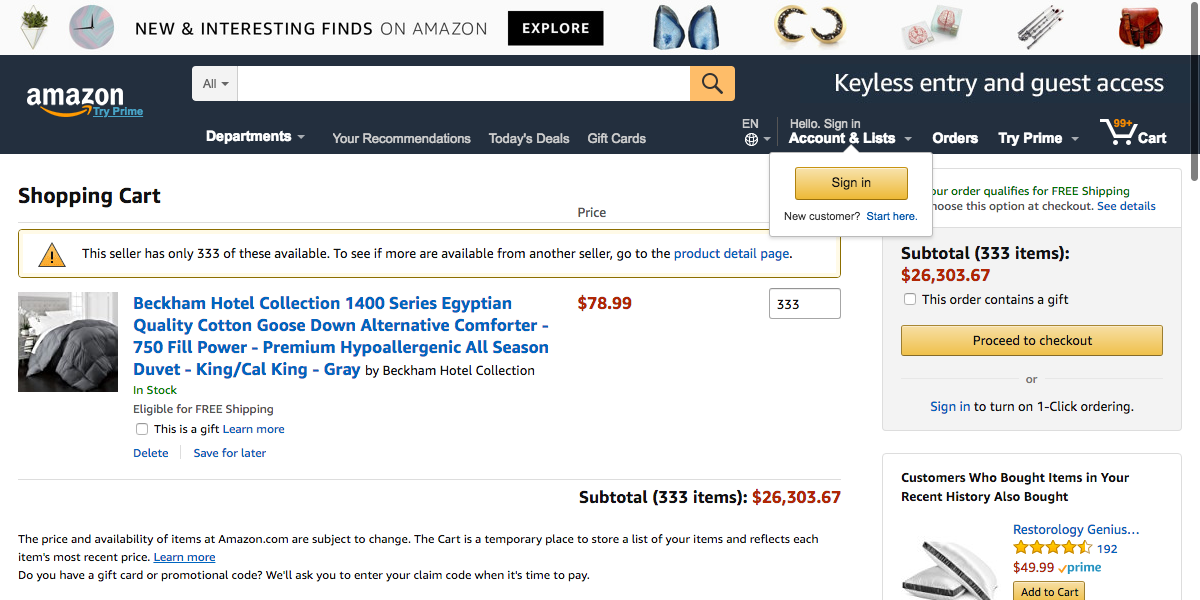 NEW & INTERESTING FINDS ON AMAZON EXPLORE
amazon
Try Prime
All
Keyless entry and guest access
Departments
Your Recommendations
Today's Deals
Gift Cards
EN
Hello. Sign in
Account & Lists
Orders
Try Prime
99+
Cart
Sign in
New customer? Start here.
Shopping Cart
Price
This seller has only 333 of these available. To see if more are available from another seller, go to the product detail page.
Beckham Hotel Collection 1400 Series Egyptian
Quality Cotton Goose Down Alternative Comforter -
750 Fill Power - Premium Hypoallergenic All Season
Duvet - King/Cal King - Gray by Beckham Hotel Collection
$78.99
333
In Stock
Eligible for FREE Shipping
This is a gift Learn more
Delete
Save for later
Subtotal (333 items): $26,303.67
The price and availability of items at Amazon.com are subject to change. The Cart is a temporary place to store a list of your items and reflects each
item's most recent price. Learn more
Do you have a gift card or promotional code? We'll ask you to enter your claim code when it's time to pay.
order qualifies for FREE Shipping
this option at checkout. See details
Subtotal (333 items):
$26,303.67
This order contains a gift
Proceed to checkout
or
Sign in to turn on 1-Click ordering.
Customers Who Bought Items in Your
Recent History Also Bought
Restorology Genius...
192
$49.99 prime
Add to Cart